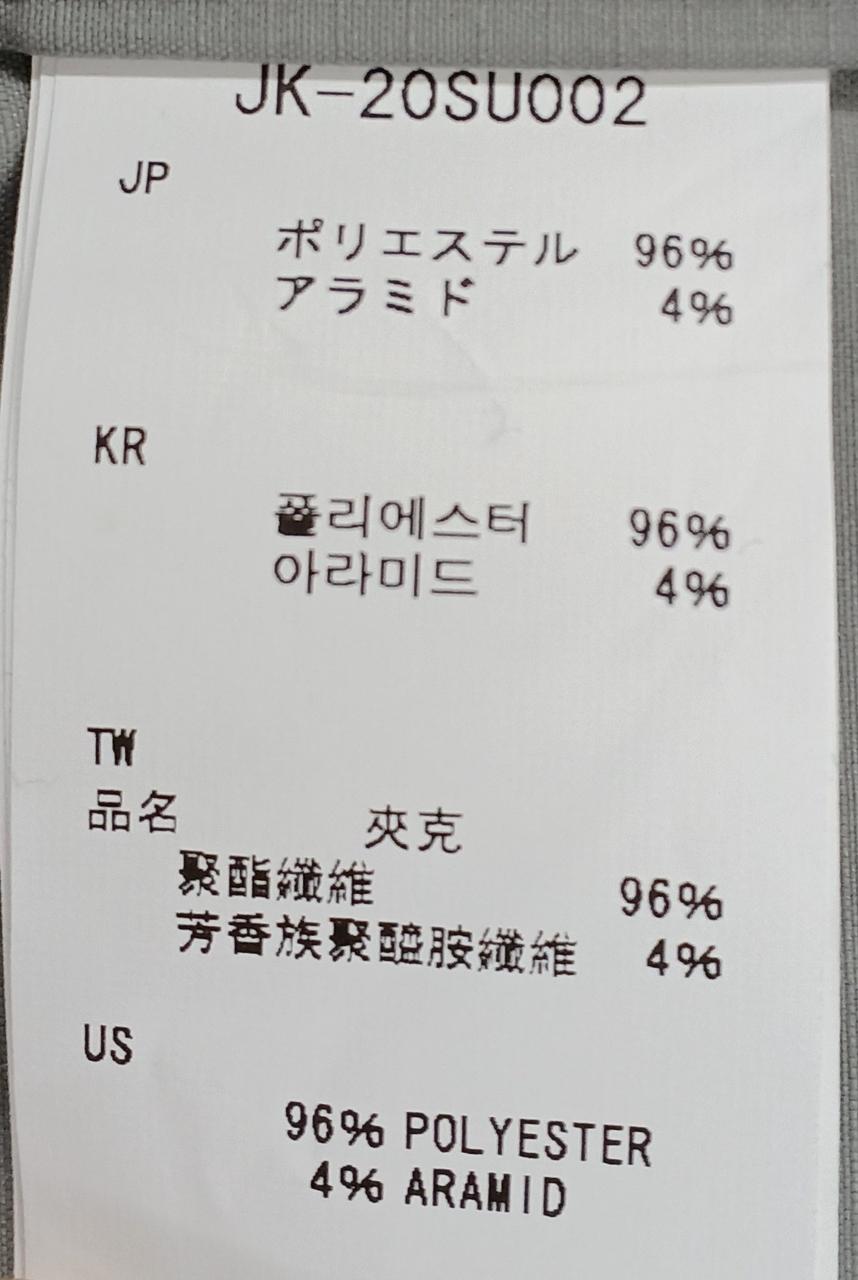 JK-20SU002
JP
ポリエステル 96%
アラミド 4%
KR
폴리에스터 96%
아라미드 4%
TW
品名 夾克
聚酯纖維 96%
芳香族聚醯胺纖維 4%
US
96% POLYESTER
4% ARAMID